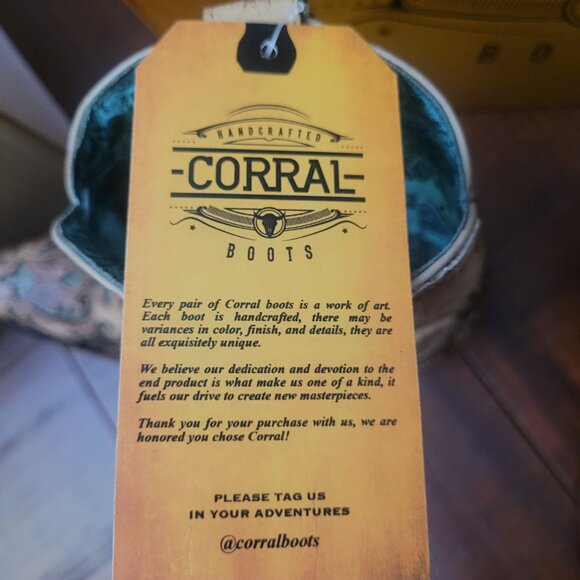 HANDCRAFTED
-CORRAL-
BOOTS
Every pair of Corral boots is a work of art.
Each boot is handcrafted, there may be
variances in color, finish, and details, they are
all exquisitely unique.
We believe our dedication and devotion to the
end product is what make us one of a kind, it
fuels our drive to create new masterpieces.
Thank you for your purchase with us, we are
honored you chose Corral!
PLEASE TAG US
IN YOUR ADVENTURES
@corralboots